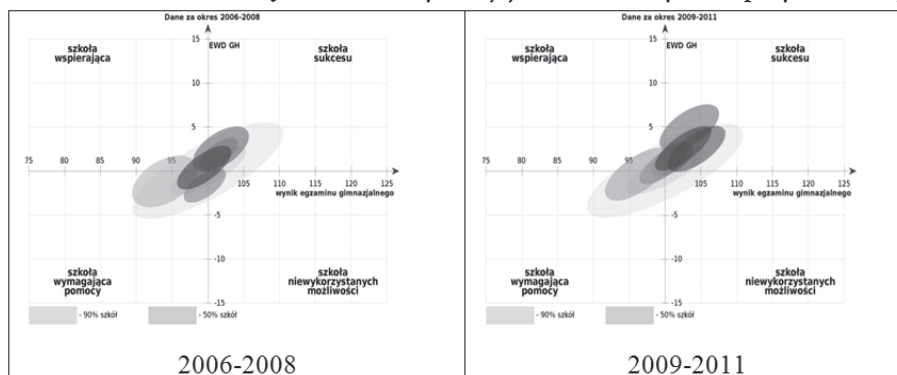 Dane za okres 2006-2008
EWD GH
szkoła
wspierająca
szkoła
sukcesu
15
10
5
75 80 85 90 95 105 110 115 120 125
wynik egzaminu gimnazjalnego
-5
-10
-15
szkoła
wymagająca
pomocy
szkoła
niewykorzystanych
możliwości
- 90% szkół
- 50% szkół
2006-2008
Dane za okres 2009-2011
EWD GH
szkoła
wspierająca
szkoła
sukcesu
15
10
5
75 80 85 90 95 105 110 115 120 125
wynik egzaminu gimnazjalnego
-5
-10
-15
szkoła
wymagająca
pomocy
szkoła
niewykorzystanych
możliwości
- 90% szkół
- 50% szkół
2009-2011